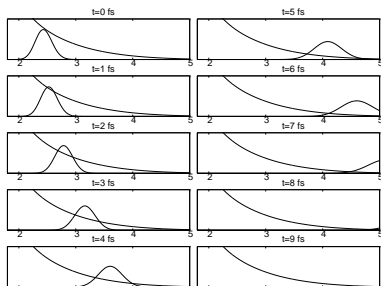 t=0 fs
2 3 4 5
t=1 fs
2 3 4 5
t=2 fs
2 3 4 5
t=3 fs
2 3 4 5
t=4 fs
t=5 fs
2 3 4 5
t=6 fs
2 3 4 5
t=7 fs
2 3 4 5
t=8 fs
2 3 4 5
t=9 fs